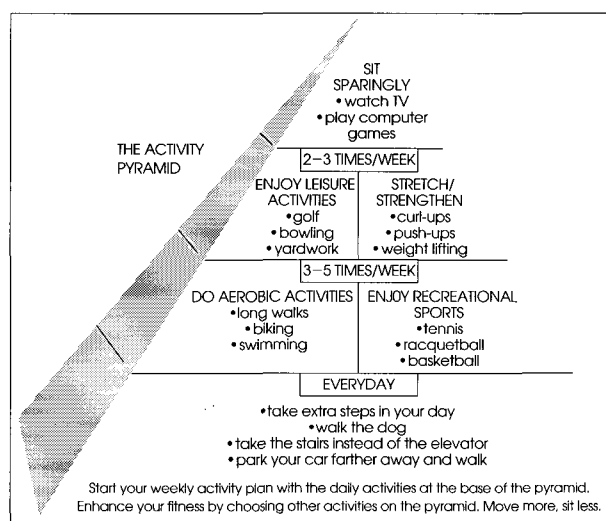 SIT
SPARINGLY
• watch TV
• play computer
games
THE ACTIVITY
PYRAMID
2–3 TIMES/WEEK
ENJOY LEISURE
ACTIVITIES
• golf
• bowling
• yardwork
STRETCH/
STRENGTHEN
• curl-ups
• push-ups
• weight lifting
3–5 TIMES/WEEK
DO AEROBIC ACTIVITIES
• long walks
• biking
• swimming
ENJOY RECREATIONAL
SPORTS
• tennis
• racquetball
• basketball
EVERYDAY
• take extra steps in your day
• walk the dog
• take the stairs instead of the elevator
• park your car farther away and walk
Start your weekly activity plan with the daily activities at the base of the pyramid.
Enhance your fitness by choosing other activities on the pyramid. Move more, sit less.